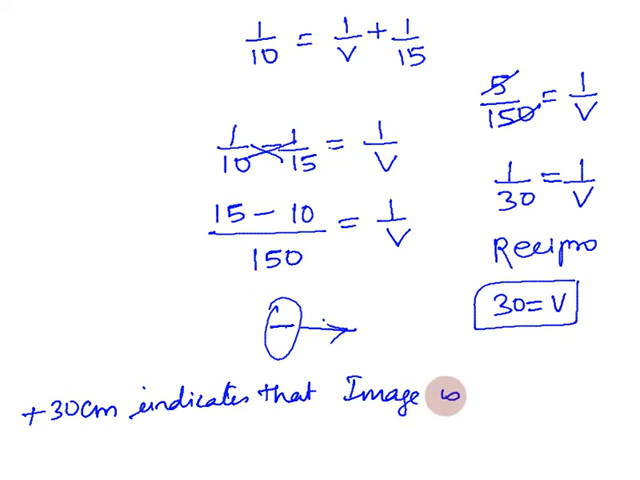 1/10 = 1/V + 1/15
1/10 - 1/15 = 1/V
15 - 10/150 = 1/V
5/150 = 1/V
1/30 = 1/V
Recipro
30 = V
+30cm indicates that Image